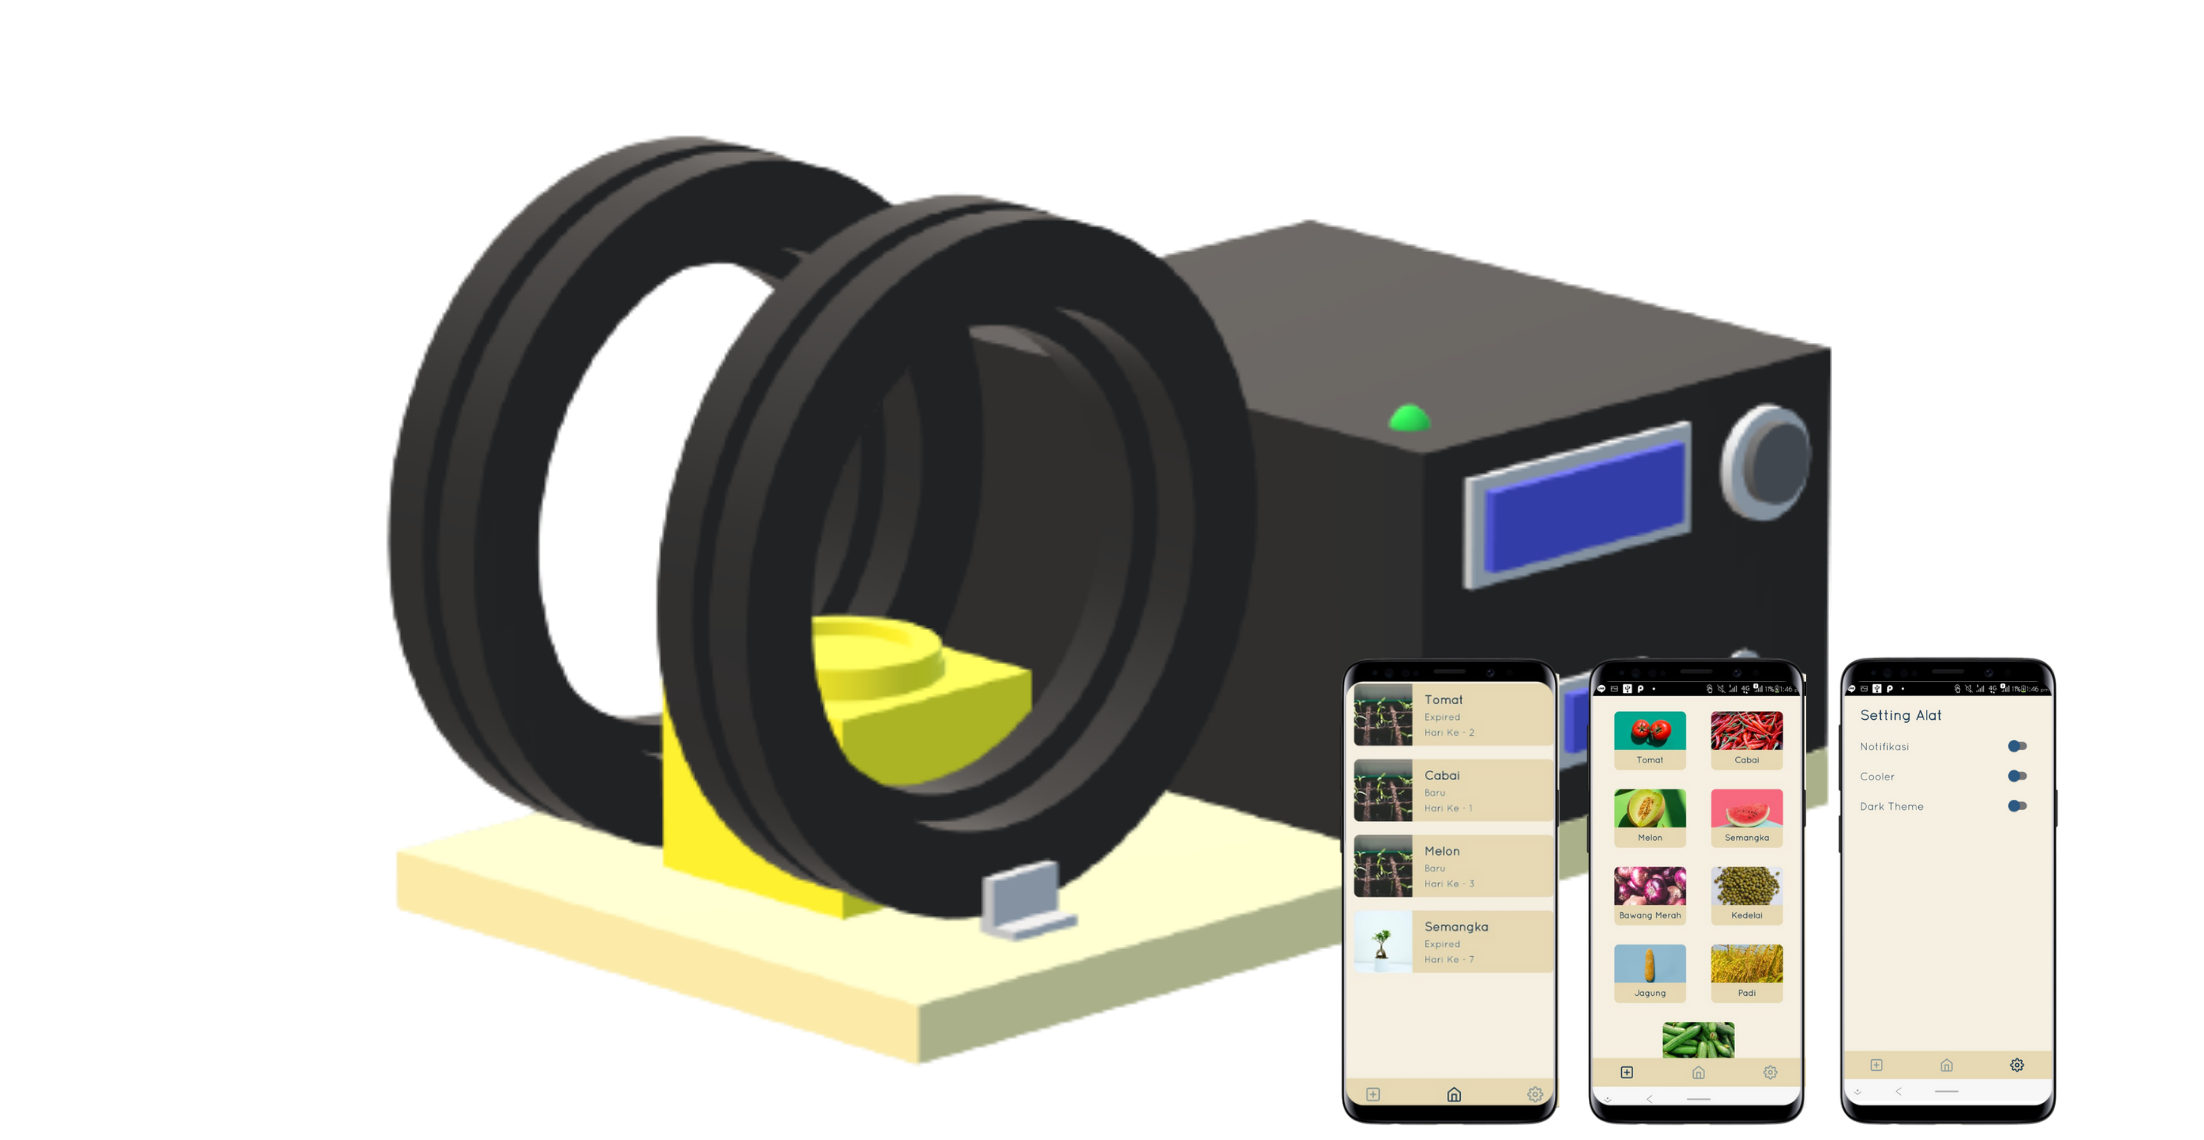 Tomat
Expired
Hari Ke - 2
Cabai
Baru
Hari Ke - 1
Melon
Baru
Hari Ke - 3
Semangka
Expired
Hari Ke - 7
Tomat
Cabai
Melon
Semangka
Bawang Merah
Kedelai
Jagung
Padi
Setting Alat
Notifikasi
Cooler
Dark Theme